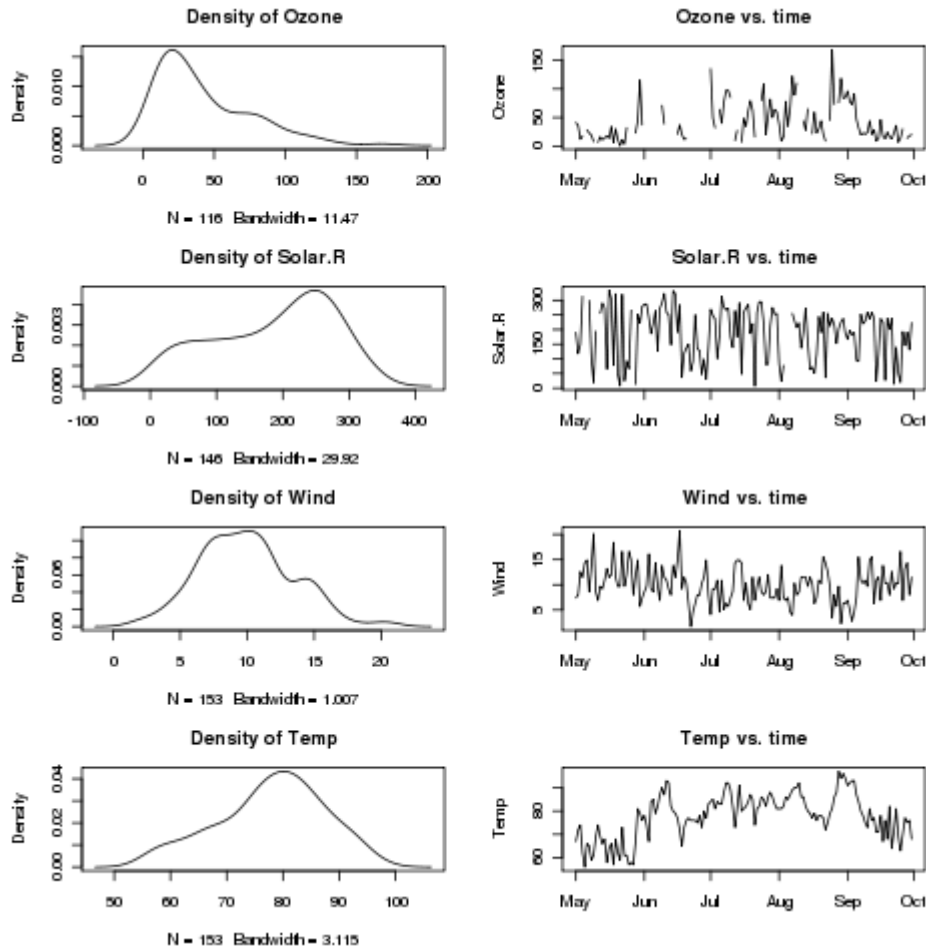 Density of Ozone
Density
0.000
0.010
0
50
100
150
200
N = 116 Bandwidth = 11.47
Ozone vs. time
Ozone
0
50
150
May
Jun
Jul
Aug
Sep
Oct
Density of Solar.R
Density
0.000
0.003
-100
0
100
200
300
400
N = 146 Bandwidth = 29.92
Solar.R vs. time
Solar.R
0
150
300
May
Jun
Jul
Aug
Sep
Oct
Density of Wind
Density
0.00
0.06
0
5
10
15
20
N = 153 Bandwidth = 1.007
Wind vs. time
Wind
5
15
May
Jun
Jul
Aug
Sep
Oct
Density of Temp
Density
0.00
0.02
0.04
50
60
70
80
90
100
N = 153 Bandwidth = 3.115
Temp vs. time
Temp
60
80
May
Jun
Jul
Aug
Sep
Oct